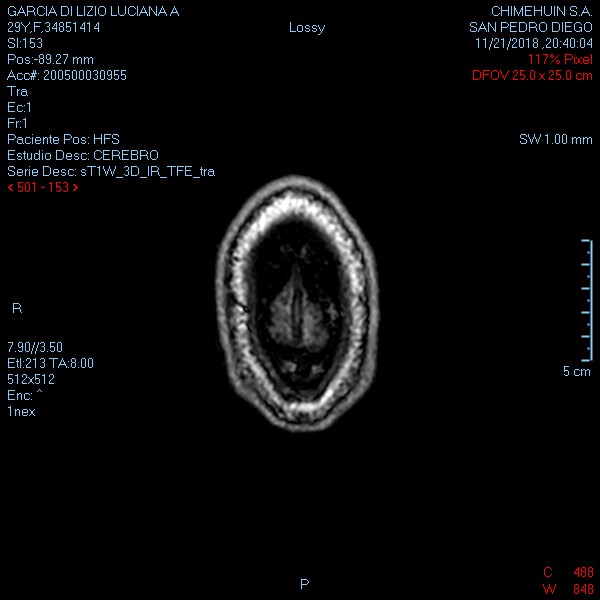 GARCIA DI LIZIO LUCIANA A
29Y,F,34851414
SI:153
Pos:-89.27 mm
Acc#: 200500030955
Tra
Ec:1
Fr:1
Paciente Pos: HFS
Estudio Desc: CEREBRO
Serie Desc: sT1W_3D_IR_TFE_tra
< 501 - 153 >
Lossy
CHIMEHUIN S.A.
SAN PEDRO DIEGO
11/21/2018 ,20:40:04
117% Pixel
DFOV 25.0 x 25.0 cm
SW 1.00 mm
R
7.90//3.50
Etl:213 TA:8.00
512x512
Enc: ^
1nex
5 cm
P
C 488
W 848